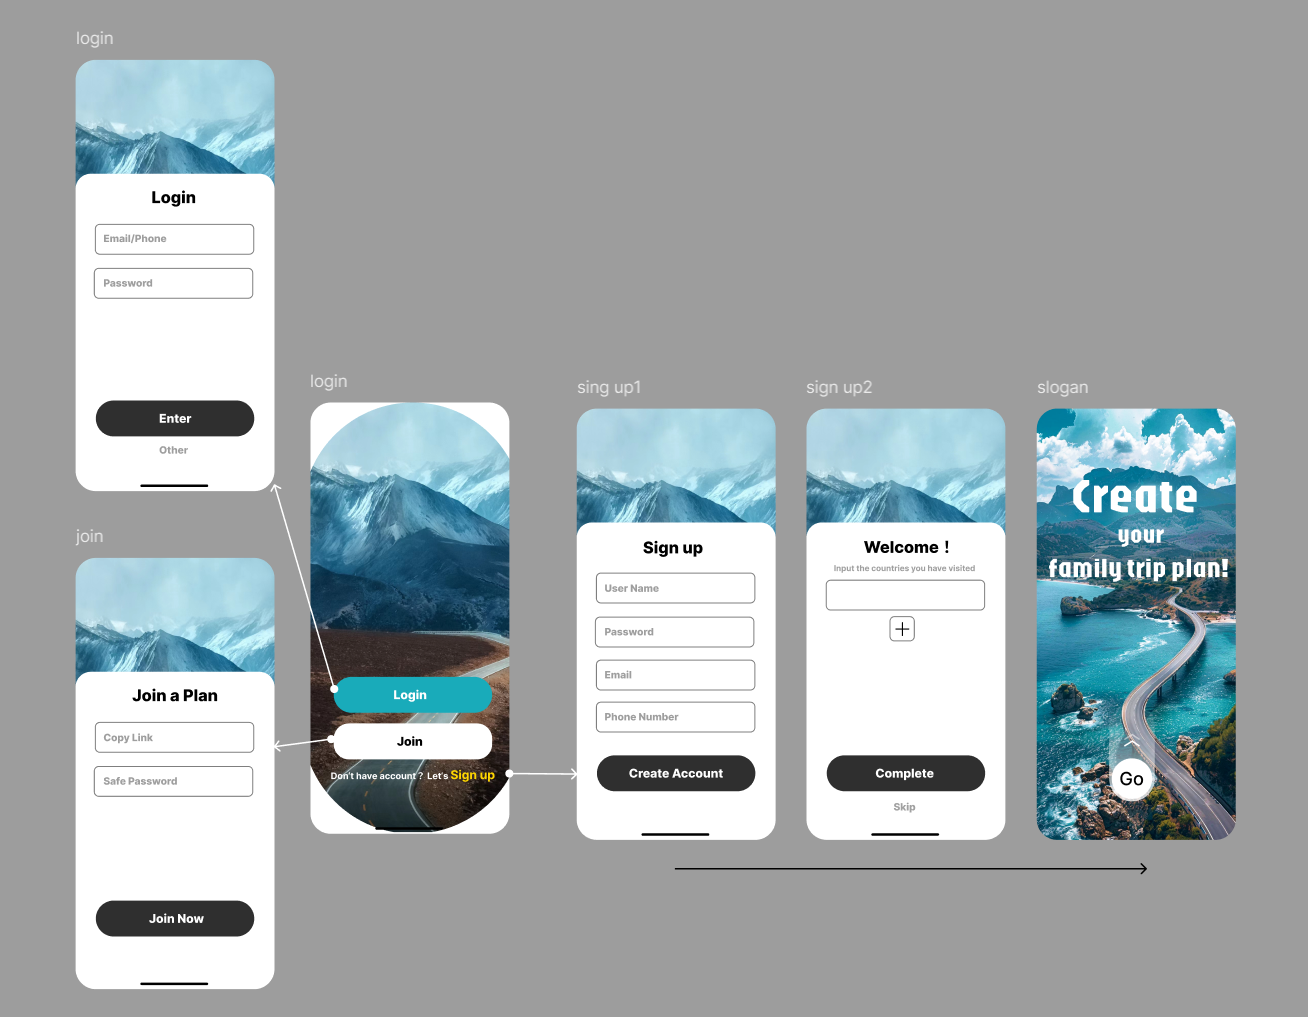 login
Login
Email/Phone
Password
Enter
Other
join
Join a Plan
Copy Link
Safe Password
Join Now
login
Login
Join
Don't have account ? Let's Sign up
sing up1
Sign up
User Name
Password
Email
Phone Number
Create Account
sign up2
Welcome !
Input the countries you have visited
+
Complete
Skip
slogan
Create
your
family trip plan!
Go